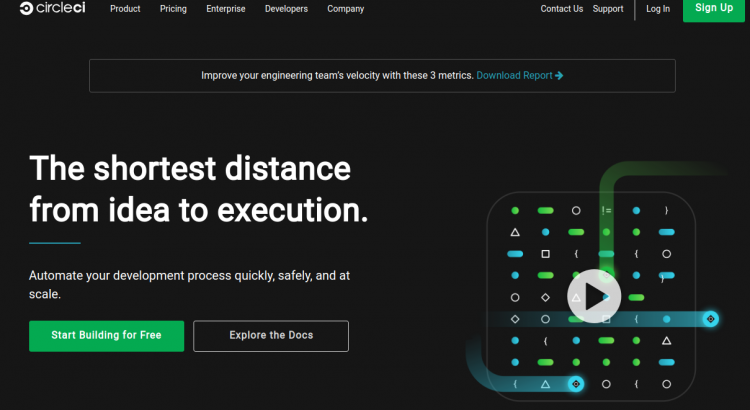 circleci Product Pricing Enterprise Developers Company Contact Us Support Log In Sign Up
Improve your engineering team's velocity with these 3 metrics. Download Report
The shortest distance
from idea to execution.
Automate your development process quickly, safely, and at
scale.
Start Building for Free Explore the Docs
!= }
{
{
}
{
{ {
{ {